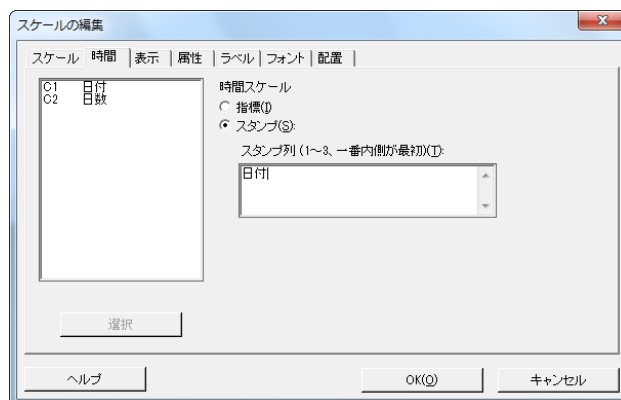 スケールの編集
スケール 時間 表示 属性 ラベル フォント 配置
C1 日付
C2 日数
時間スケール
指標(I)
スタンプ(S):
スタンプ列 (1～3、一番内側が最初)(T):
日付
選択
ヘルプ
OK(O)
キャンセル